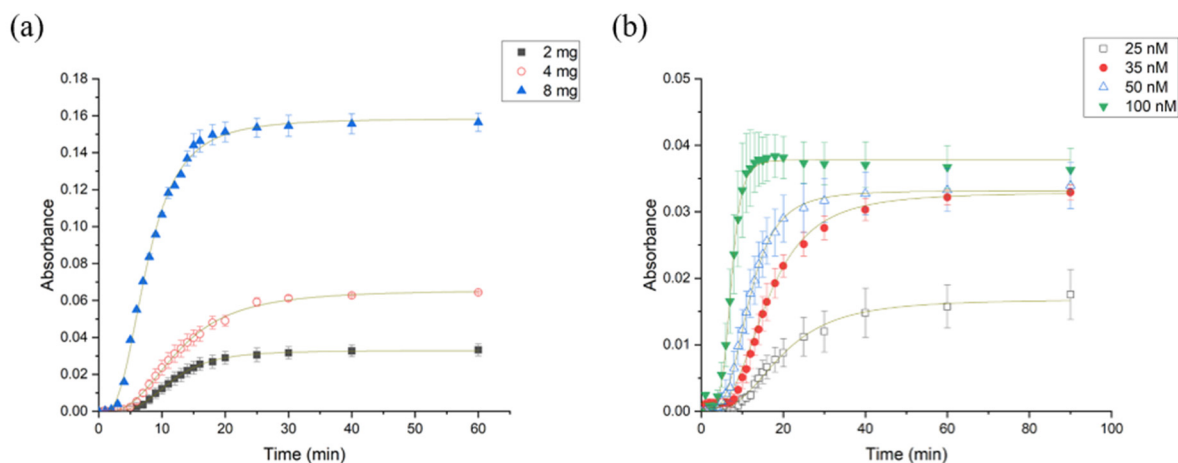 (a)
2 mg
4 mg
8 mg
0.18
0.16
0.14
0.12
0.10
0.08
0.06
0.04
0.02
0.00
Absorbance
0 10 20 30 40 50 60
Time (min)
(b)
25 nM
35 nM
50 nM
100 nM
0.05
0.04
0.03
0.02
0.01
0.00
Absorbance
0 20 40 60 80 100
Time (min)